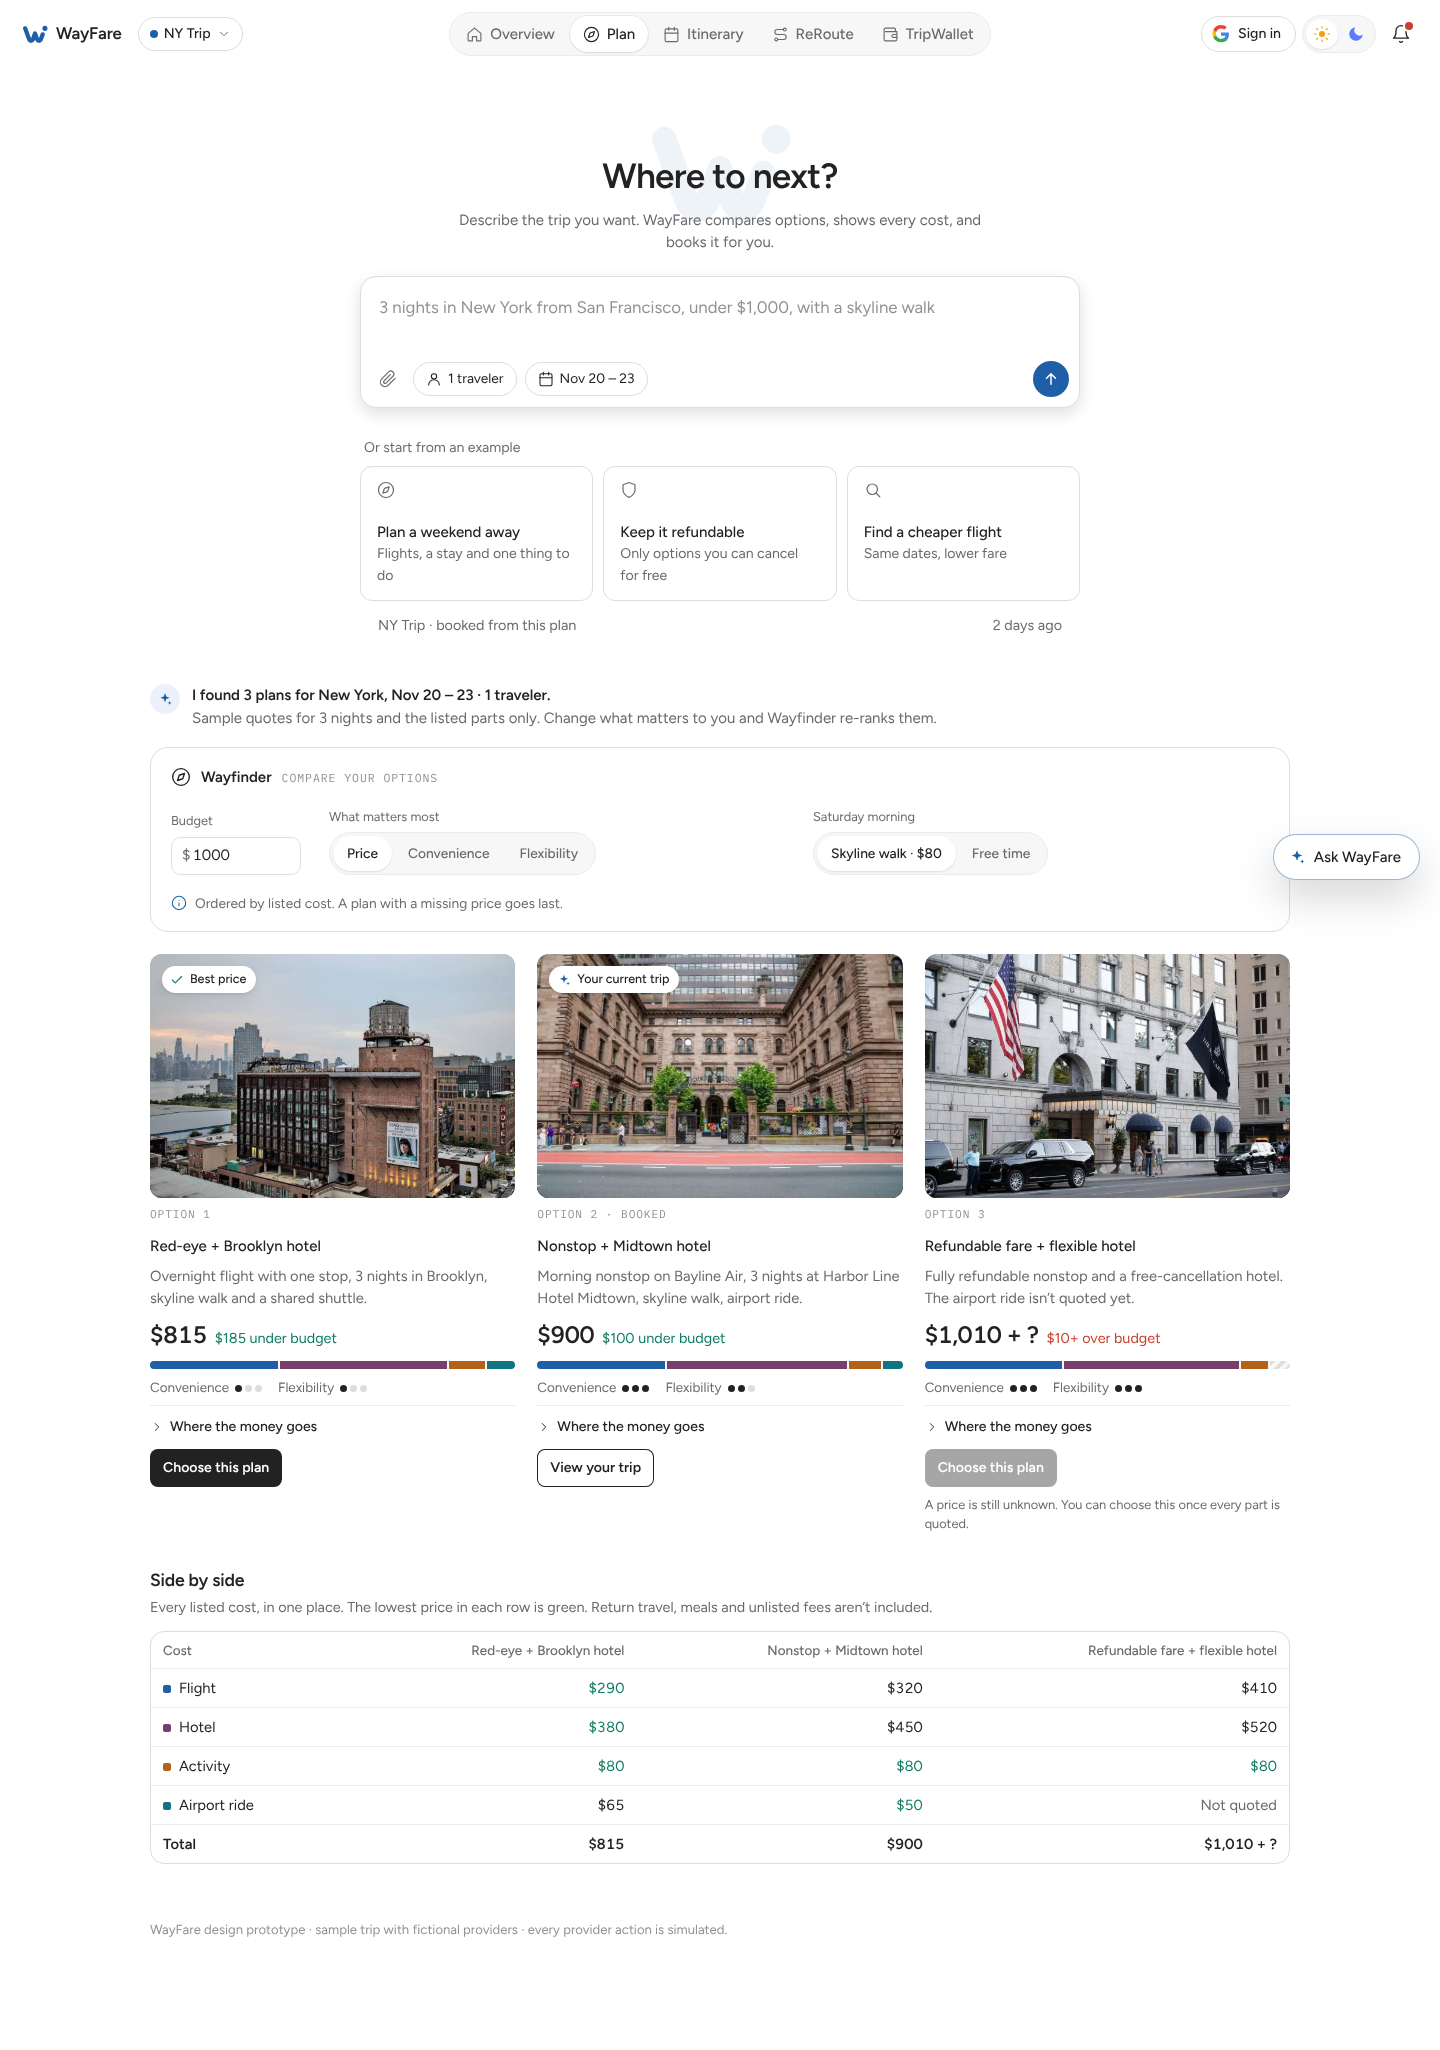 WayFare
NY Trip
Overview
Plan
Itinerary
ReRoute
TripWallet
Sign in
Where to next?
Describe the trip you want. WayFare compares options, shows every cost, and
books it for you.
3 nights in New York from San Francisco, under $1,000, with a skyline walk
1 traveler
Nov 20 – 23
Or start from an example
Plan a weekend away
Flights, a stay and one thing to
do
Keep it refundable
Only options you can cancel
for free
Find a cheaper flight
Same dates, lower fare
NY Trip · booked from this plan
2 days ago
I found 3 plans for New York, Nov 20 – 23 · 1 traveler.
Sample quotes for 3 nights and the listed parts only. Change what matters to you and Wayfinder re-ranks them.
Wayfinder COMPARE YOUR OPTIONS
Budget
$ 1000
What matters most
Price
Convenience
Flexibility
Saturday morning
Skyline walk · $80
Free time
Ordered by listed cost. A plan with a missing price goes last.
Ask WayFare
Best price
OPTION 1
Red-eye + Brooklyn hotel
Overnight flight with one stop, 3 nights in Brooklyn,
skyline walk and a shared shuttle.
$815 $185 under budget
Convenience
Flexibility
Where the money goes
Choose this plan
Your current trip
OPTION 2 · BOOKED
Nonstop + Midtown hotel
Morning nonstop on Bayline Air, 3 nights at Harbor Line
Hotel Midtown, skyline walk, airport ride.
$900 $100 under budget
Convenience
Flexibility
Where the money goes
View your trip
OPTION 3
Refundable fare + flexible hotel
Fully refundable nonstop and a free-cancellation hotel.
The airport ride isn’t quoted yet.
$1,010 + ? $10+ over budget
Convenience
Flexibility
Where the money goes
Choose this plan
A price is still unknown. You can choose this once every part is
quoted.
Side by side
Every listed cost, in one place. The lowest price in each row is green. Return travel, meals and unlisted fees aren’t included.
Cost Red-eye + Brooklyn hotel Nonstop + Midtown hotel Refundable fare + flexible hotel
Flight $290 $320 $410
Hotel $380 $450 $520
Activity $80 $80 $80
Airport ride $65 $50 Not quoted
Total $815 $900 $1,010 + ?
WayFare design prototype · sample trip with fictional providers · every provider action is simulated.